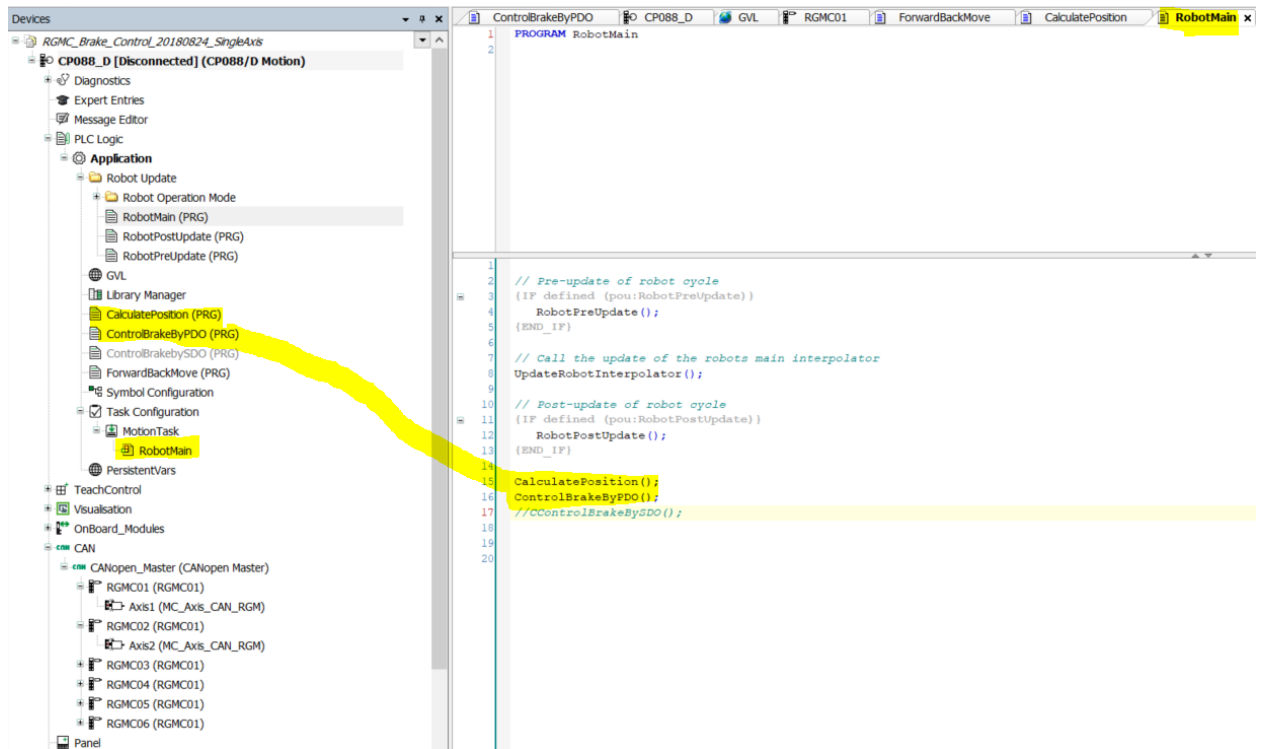 Devices
RGMC_Brake_Control_20180824_SingleAxis
CP088_D [Disconnected] (CP088/D Motion)
Diagnostics
Expert Entries
Message Editor
PLC Logic
Application
Robot Update
Robot Operation Mode
RobotMain (PRG)
RobotPostUpdate (PRG)
RobotPreUpdate (PRG)
GVL
Library Manager
CalculatePosition (PRG)
ControlBrakeByPDO (PRG)
ControlBrakebySDO (PRG)
ForwardBackMove (PRG)
Symbol Configuration
Task Configuration
MotionTask
RobotMain
PersistentVars
TeachControl
Visualisation
OnBoard_Modules
CAN
CANopen_Master (CANopen Master)
RGMC01 (RGMC01)
Axis1 (MC_Axis_CAN_RGM)
RGMC02 (RGMC01)
Axis2 (MC_Axis_CAN_RGM)
RGMC03 (RGMC01)
RGMC04 (RGMC01)
RGMC05 (RGMC01)
RGMC06 (RGMC01)
Panel
ControlBrakeByPDO CP088_D GVL RGMC01 ForwardBackMove CalculatePosition RobotMain
1 PROGRAM RobotMain
2
1
2 // Pre-update of robot cycle
3 {IF defined (pou:RobotPreUpdate)}
4 RobotPreUpdate();
5 {END_IF}
6
7 // Call the update of the robots main interpolator
8 UpdateRobotInterpolator();
9
10 // Post-update of robot cycle
11 {IF defined (pou:RobotPostUpdate)}
12 RobotPostUpdate();
13 {END_IF}
14
15 CalculatePosition();
16 ControlBrakeByPDO();
17 //CControlBrakeBySDO();
18
19
20